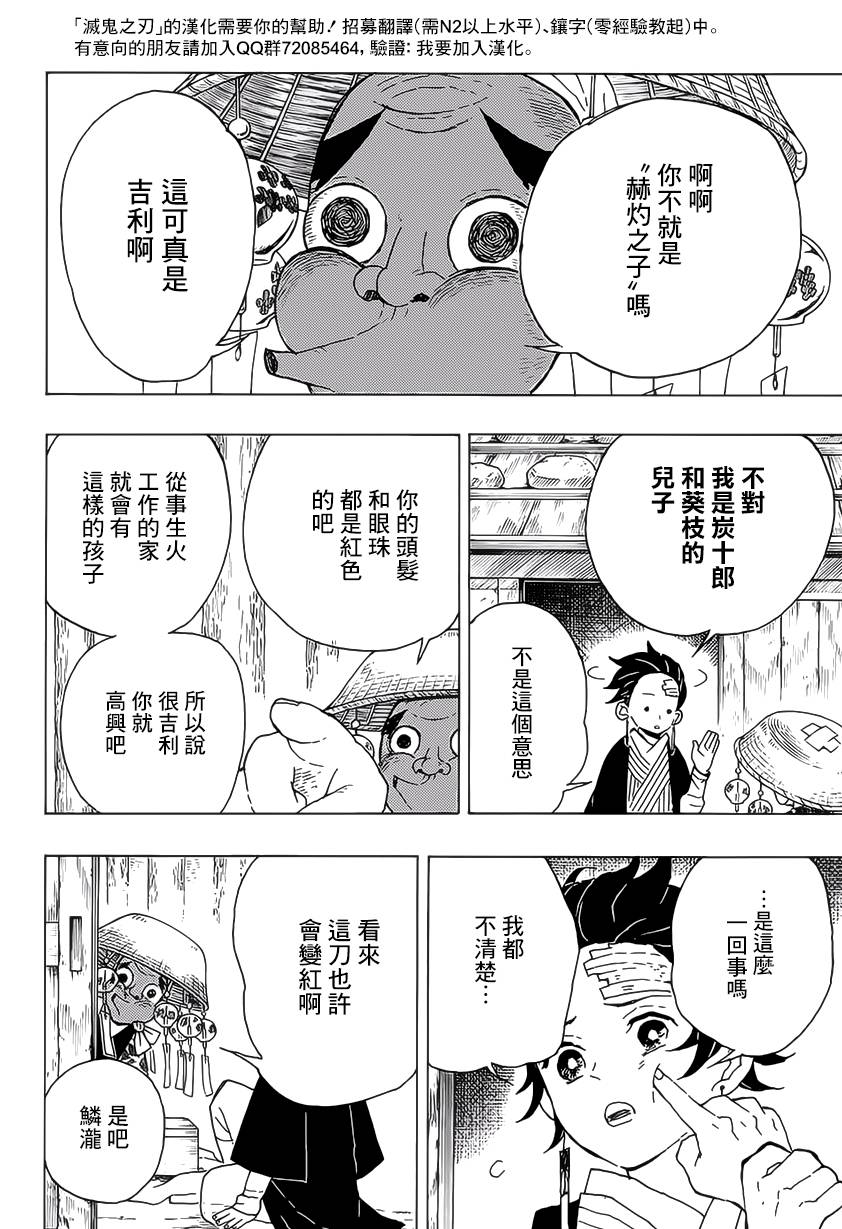 「滅鬼之刃」的漢化需要你的幫助！招募翻譯（需N2以上水平）、鑲字（零經驗教起）中。
有意向的朋友請加入QQ群72085464，驗證：我要加入漢化。
啊啊
你不就是
〝赫灼之子〞嗎
這可真是
吉利啊
不對
我是炭十郎
和葵枝的
兒子
不是這個意思
你的頭髮
和眼珠
都是紅色
的吧
從事生火
工作的家
就會有
這樣的孩子
所以說
很吉利
你就
高興吧
…是這麼
一回事嗎
我都
不清楚…
看來
這刀也許
會變紅啊
是吧
鱗瀧